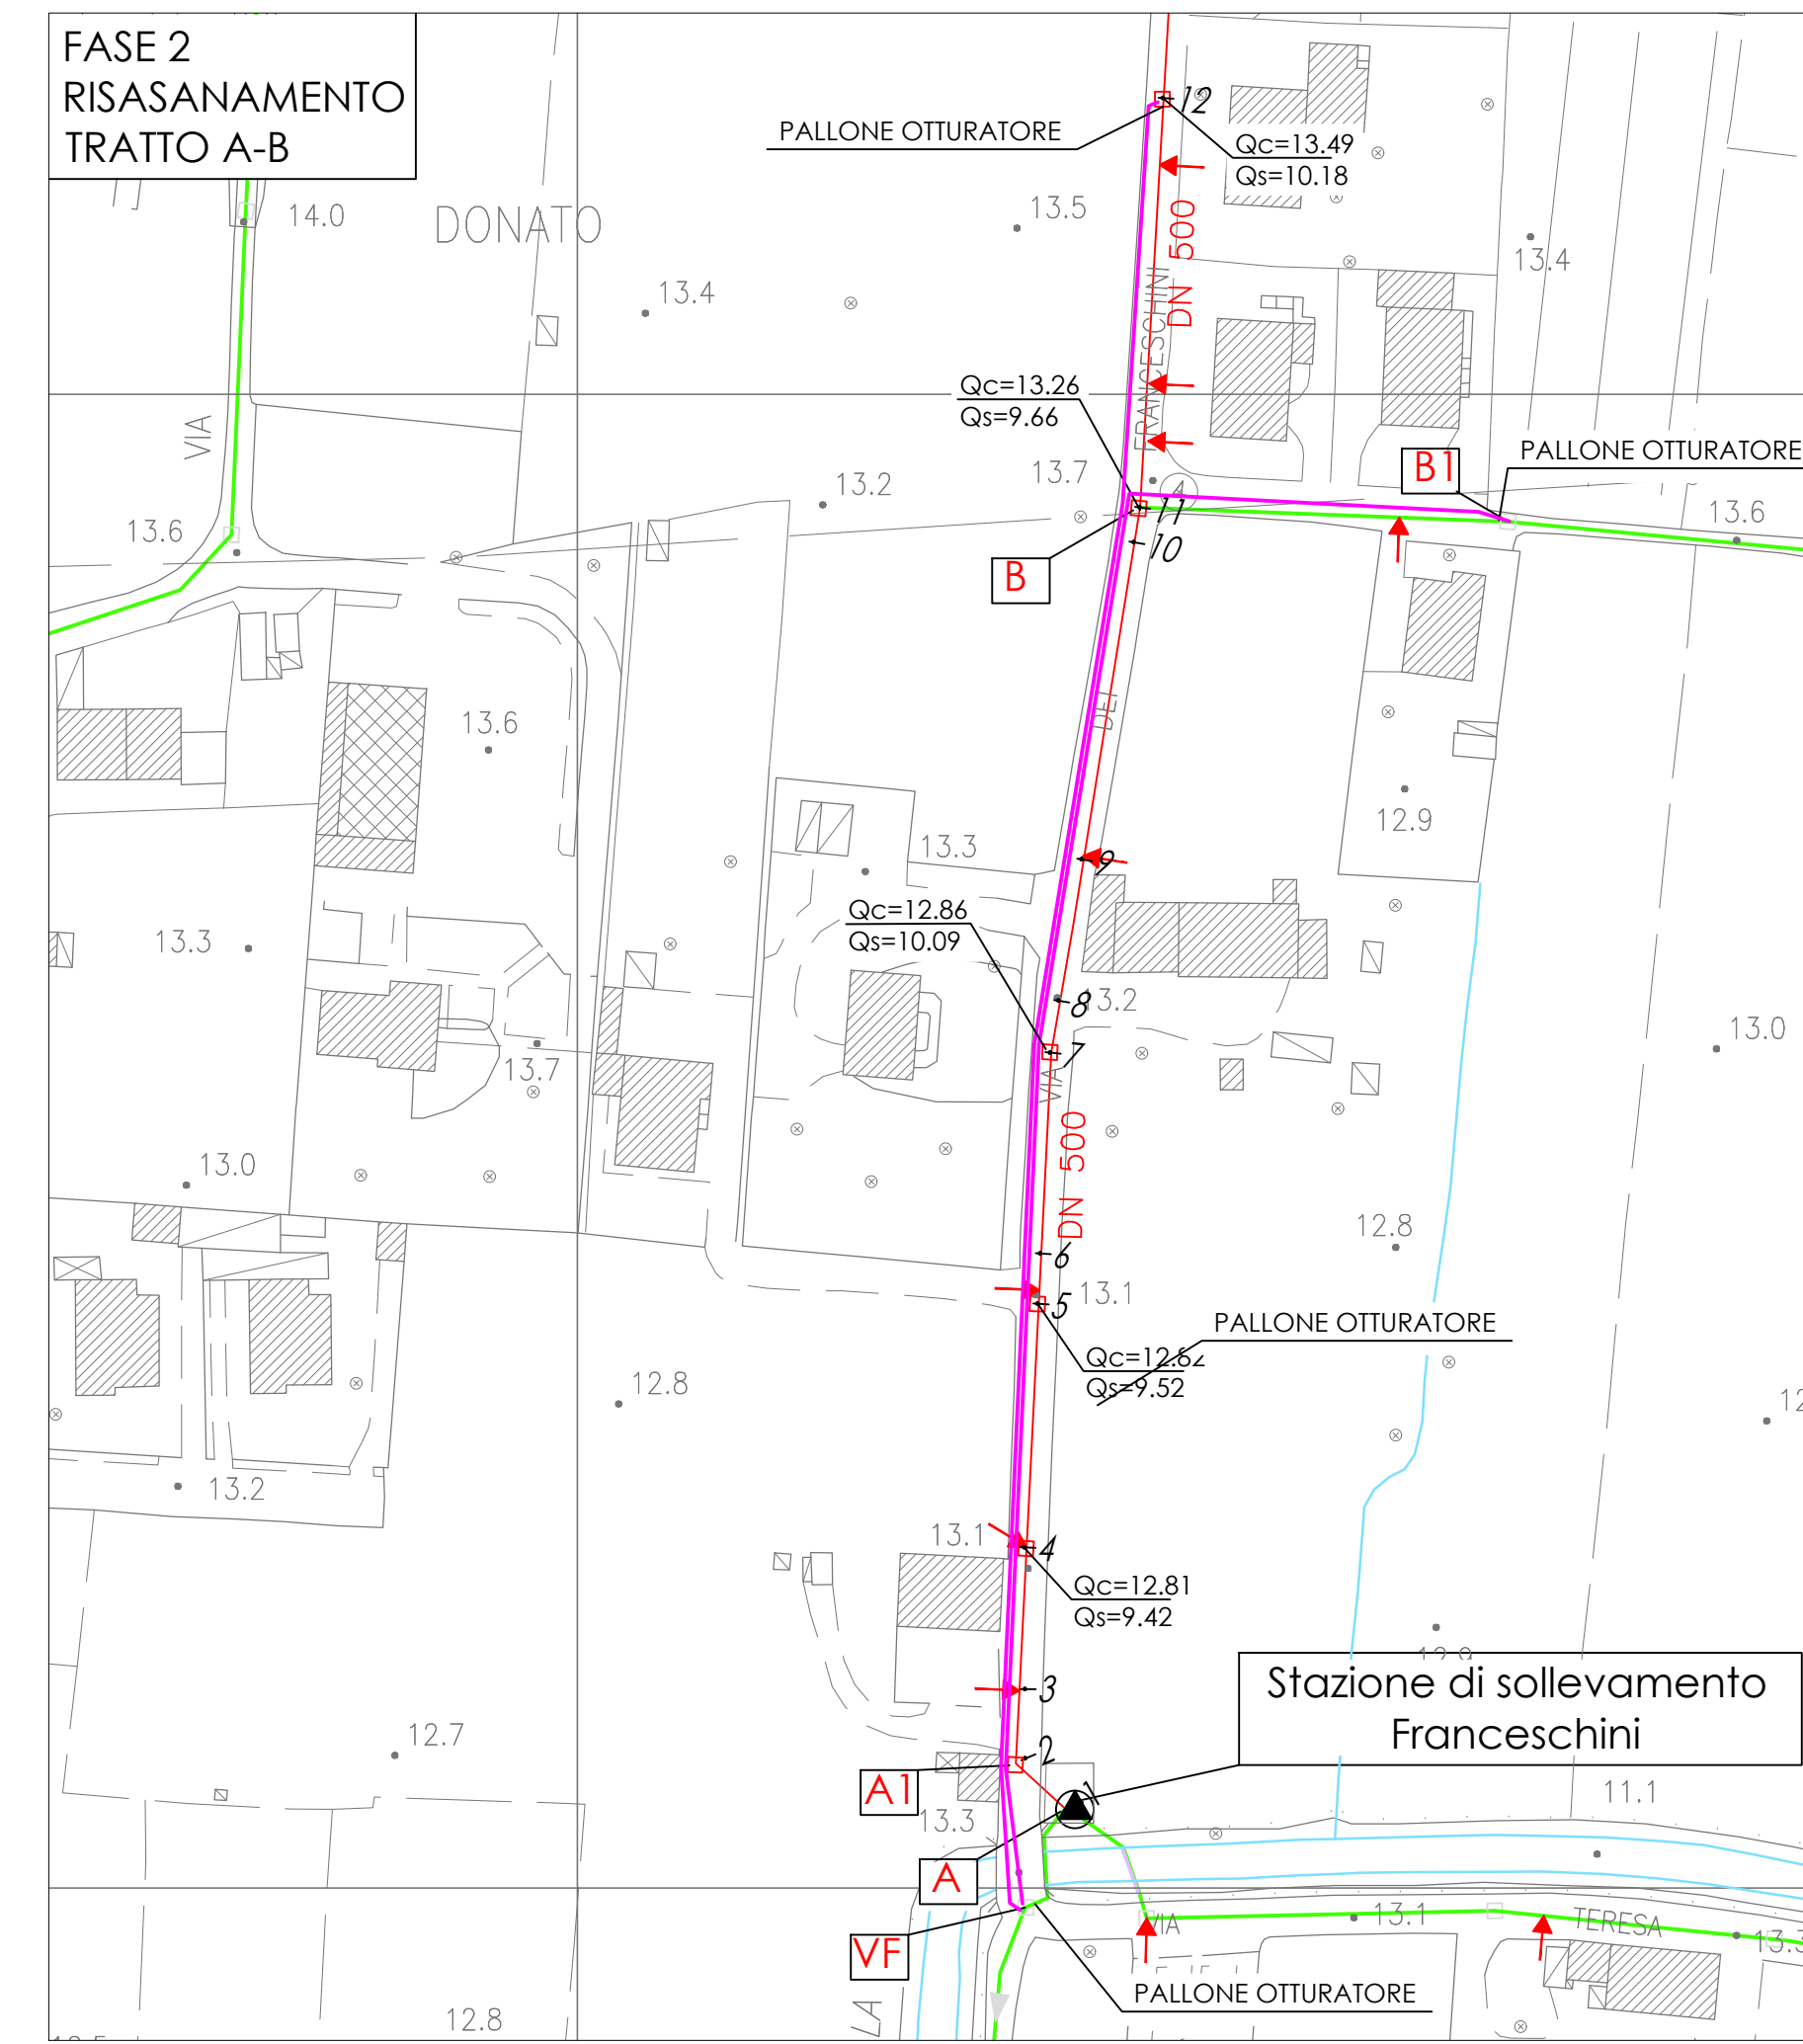 FASE 2
RISASANAMENTO
TRATTO A-B
14.0
DONATO
13.4
13.5
PALLONE OTTURATORE
12
Qc=13.49
Qs=10.18
DN 500
FRANCESCHINI
13.4
VIA
13.6
Qc=13.26
Qs=9.66
13.2
13.7
B1
PALLONE OTTURATORE
13.6
11
10
B
DEI
13.6
13.3
12.9
9
13.3
Qc=12.86
Qs=10.09
8
13.2
13.0
13.7
7
VIA
DN 500
13.0
12.8
6
13.1
5
PALLONE OTTURATORE
Qc=12.82
Qs=9.52
12.8
13.2
13.1
4
Qc=12.81
Qs=9.42
3
Stazione di sollevamento
Franceschini
12.7
2
A1
1
11.1
13.3
A
VIA
13.1
TERESA
VF
PALLONE OTTURATORE
LA
12.8